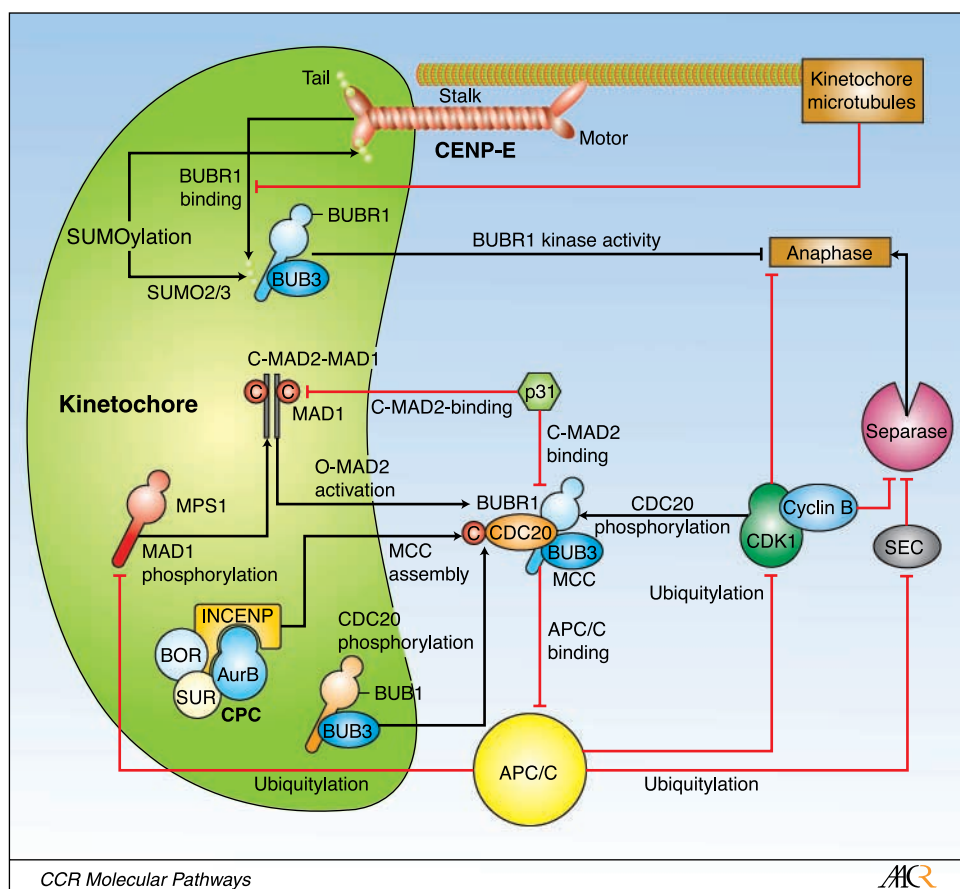 Tail
Stalk
Kinetochore
microtubules
Motor
CENP-E
BUBR1
binding
BUBR1
SUMOylation
BUBR1 kinase activity
Anaphase
BUB3
SUMO2/3
C-MAD2-MAD1
C
C
p31
Kinetochore
MAD1
C-MAD2-binding
Separase
C-MAD2
binding
O-MAD2
activation
MPS1
BUBR1
CDC20
phosphorylation
Cyclin B
C
CDC20
CDK1
MAD1
phosphorylation
MCC
assembly
BUB3
MCC
SEC
Ubiquitylation
INCENP
CDC20
phosphorylation
APC/C
binding
BOR
AurB
SUR
CPC
BUB1
BUB3
APC/C
Ubiquitylation
Ubiquitylation
CCR Molecular Pathways
AACR